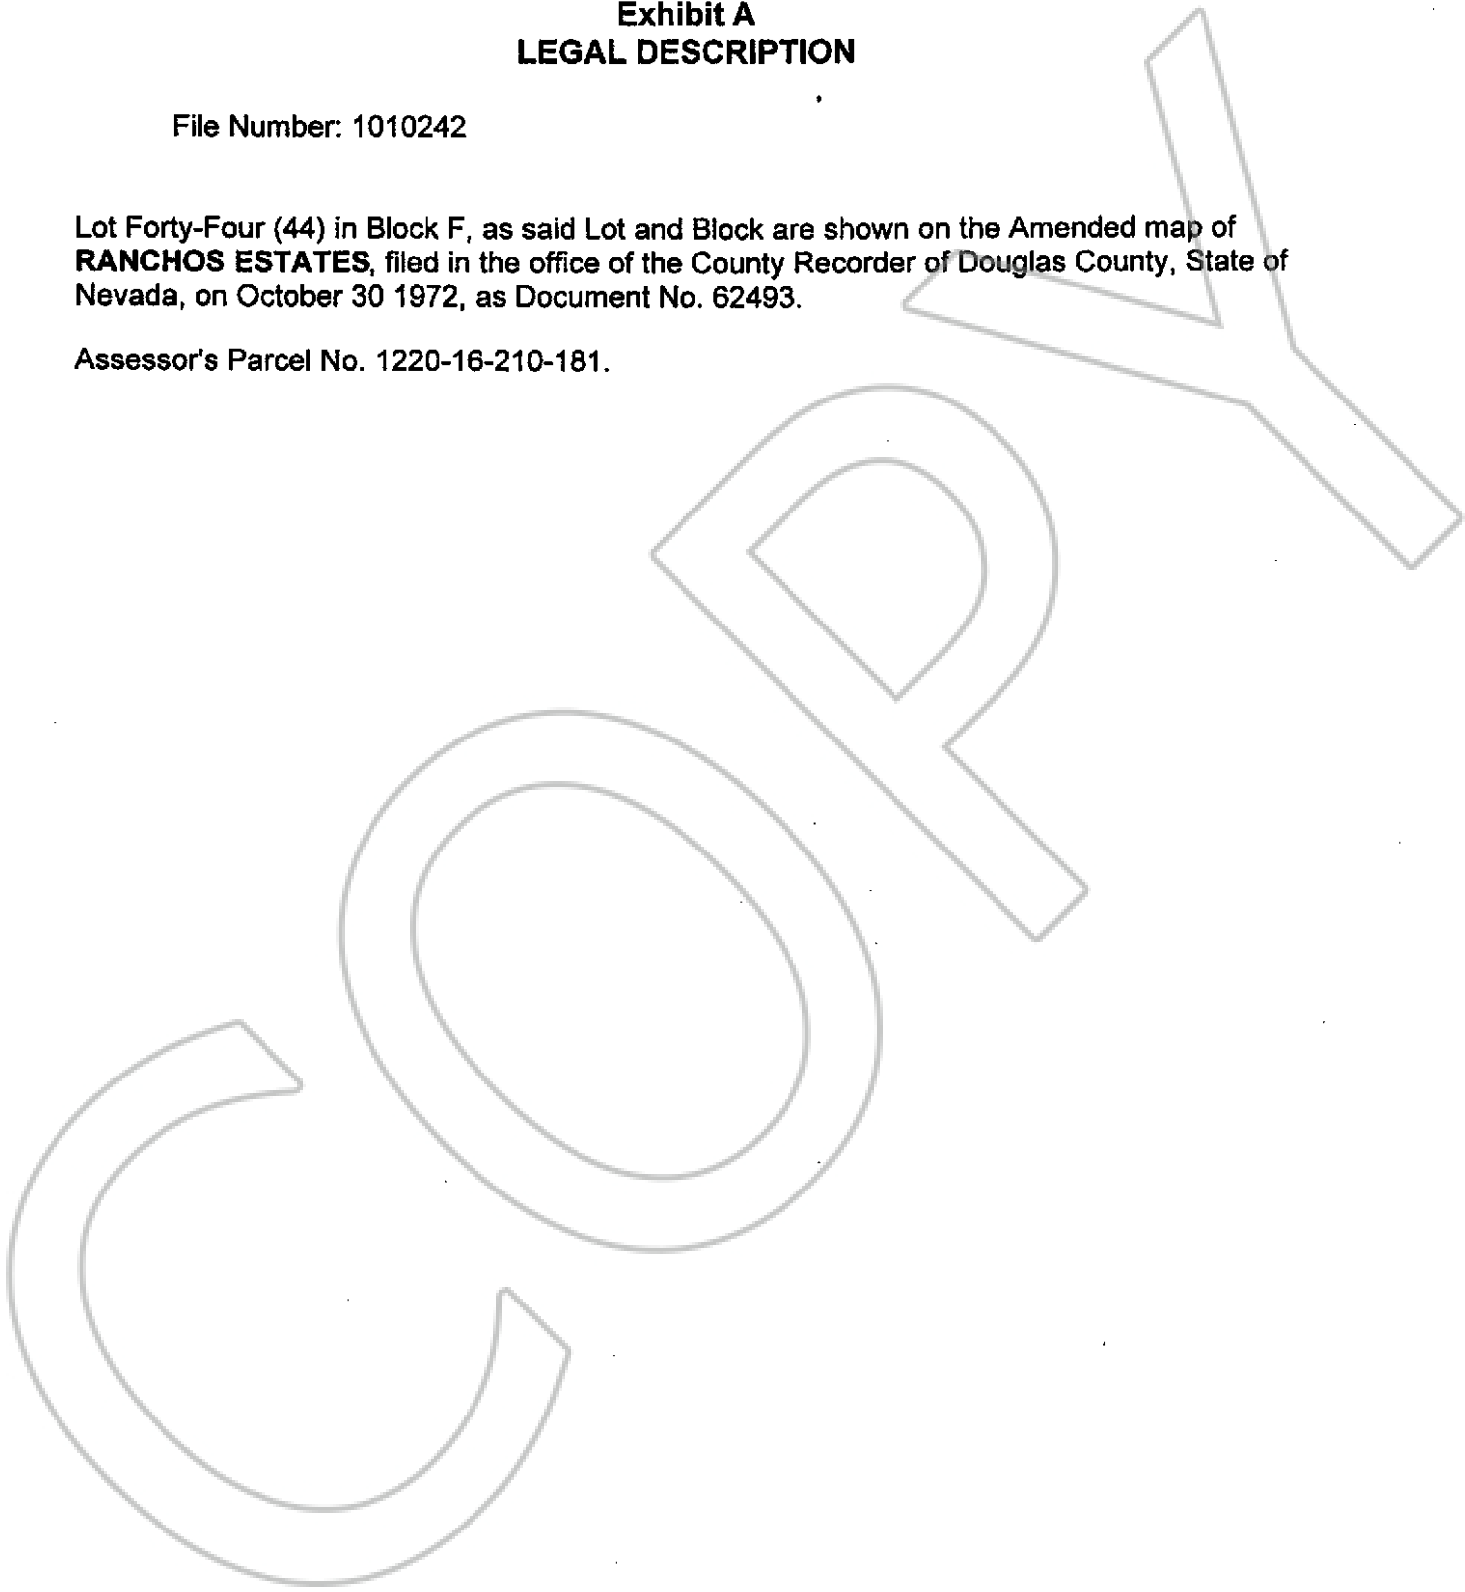 Exhibit A
LEGAL DESCRIPTION
File Number: 1010242
Lot Forty-Four (44) in Block F, as said Lot and Block are shown on the Amended map of
RANCHOS ESTATES, filed in the office of the County Recorder of Douglas County, State of
Nevada, on October 30 1972, as Document No. 62493.
Assessor's Parcel No. 1220-16-210-181.
COPY